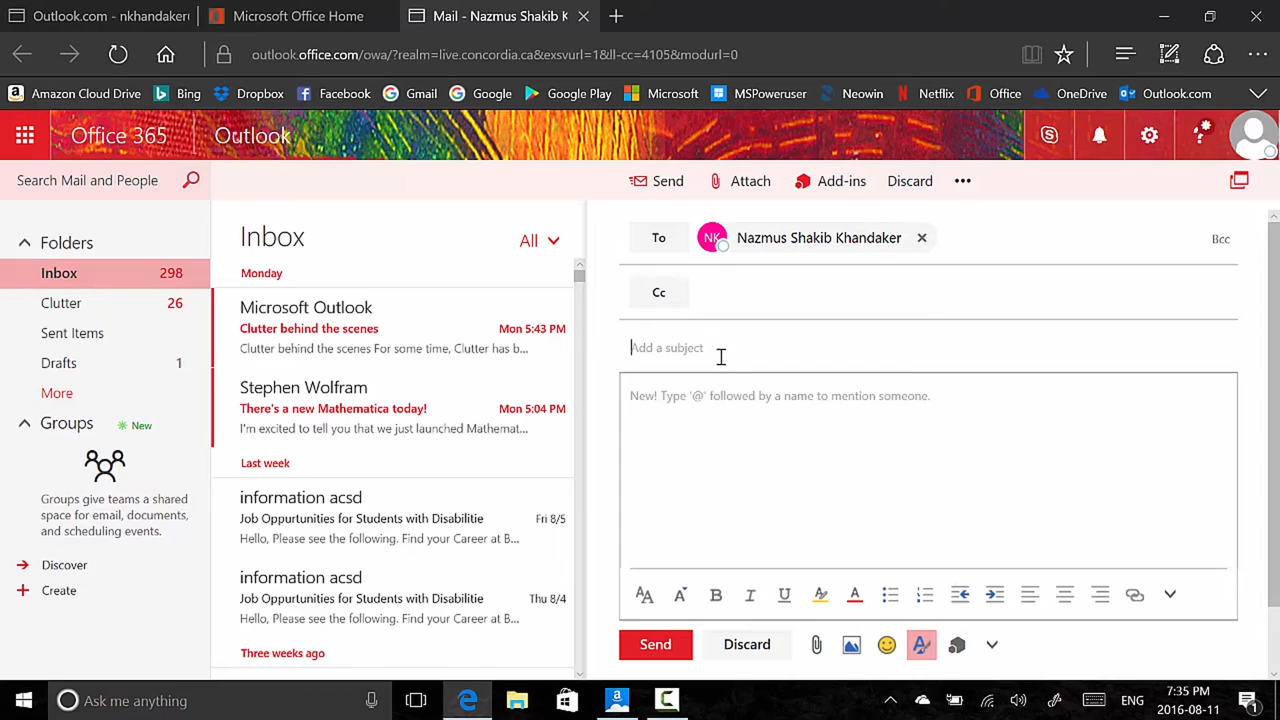 Outlook.com - nkhandaker(
Microsoft Office Home
Mail - Nazmus Shakib K
outlook.office.com/owa/?realm=live.concordia.ca&exsvurl=1&ll-cc=4105&modurl=0
Amazon Cloud Drive
Bing
Dropbox
Facebook
Gmail
Google
Google Play
Microsoft
MSPoweruser
Neowin
Netflix
Office
OneDrive
Outlook.com
Office 365
Outlook
Search Mail and People
Send
Attach
Add-ins
Discard
Folders
Inbox 298
Clutter 26
Sent Items
Drafts 1
More
Groups
New
Groups give teams a shared
space for email, documents,
and scheduling events.
Discover
Create
Inbox
All
Monday
Microsoft Outlook
Clutter behind the scenes Mon 5:43 PM
Clutter behind the scenes For some time, Clutter has b...
Stephen Wolfram
There's a new Mathematica today! Mon 5:04 PM
I'm excited to tell you that we just launched Mathemat...
Last week
information acsd
Job Oppurtunities for Students with Disabilitie Fri 8/5
Hello, Please see the following. Find your Career at B...
information acsd
Job Oppurtunities for Students with Disabilitie Thu 8/4
Hello, Please see the following. Find your Career at B...
Three weeks ago
To
NK
Nazmus Shakib Khandaker
Bcc
Cc
Add a subject
New! Type '@' followed by a name to mention someone.
Send
Discard
Ask me anything
ENG
7:35 PM
2016-08-11
1